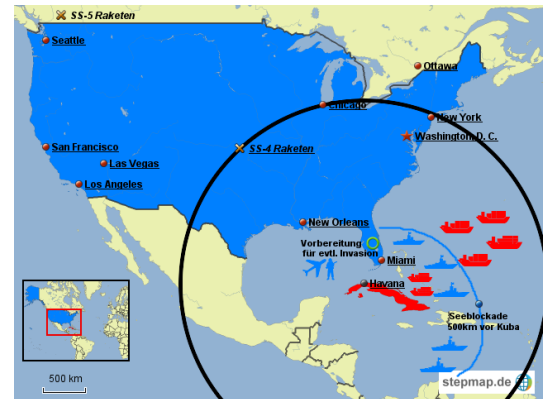 SS-5 Raketen
Seattle
Ottawa
Chicago
New York
Washington, D. C.
San Francisco
SS-4 Raketen
Las Vegas
Los Angeles
New Orleans
Vorbereitung
für evtl. Invasion
Miami
Havana
Seeblockade
500km vor Kuba
500 km
stepmap.de